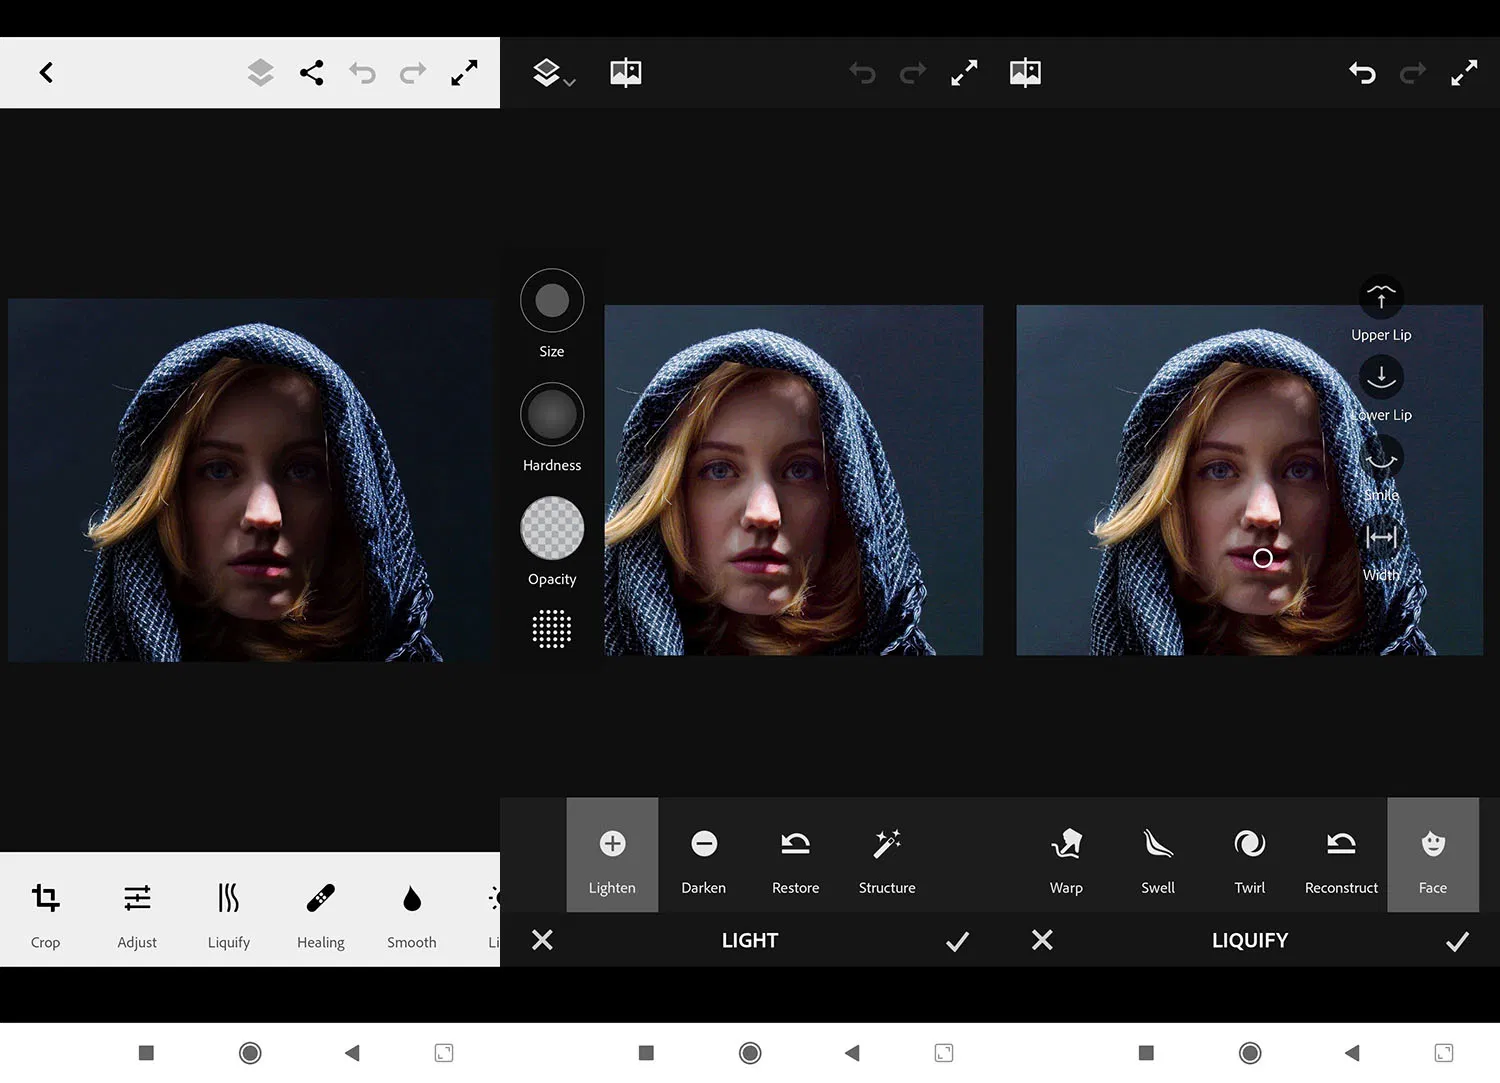 Crop
Adjust
Liquify
Healing
Smooth
Li
Size
Hardness
Opacity
Lighten
Darken
Restore
Structure
LIGHT
Upper Lip
Lower Lip
Smile
Width
Warp
Swell
Twirl
Reconstruct
Face
LIQUIFY